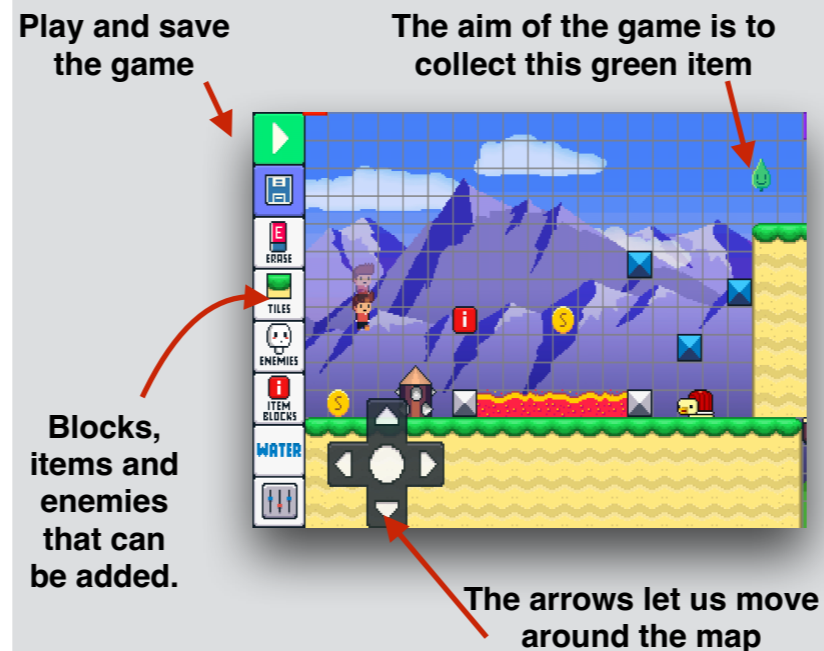 Play and save
the game
The aim of the game is to
collect this green item
E
ERASE
TILES
ENEMIES
i
ITEM
BLOCKS
WATER
i
S
S
Blocks,
items and
enemies
that can
be added.
The arrows let us move
around the map